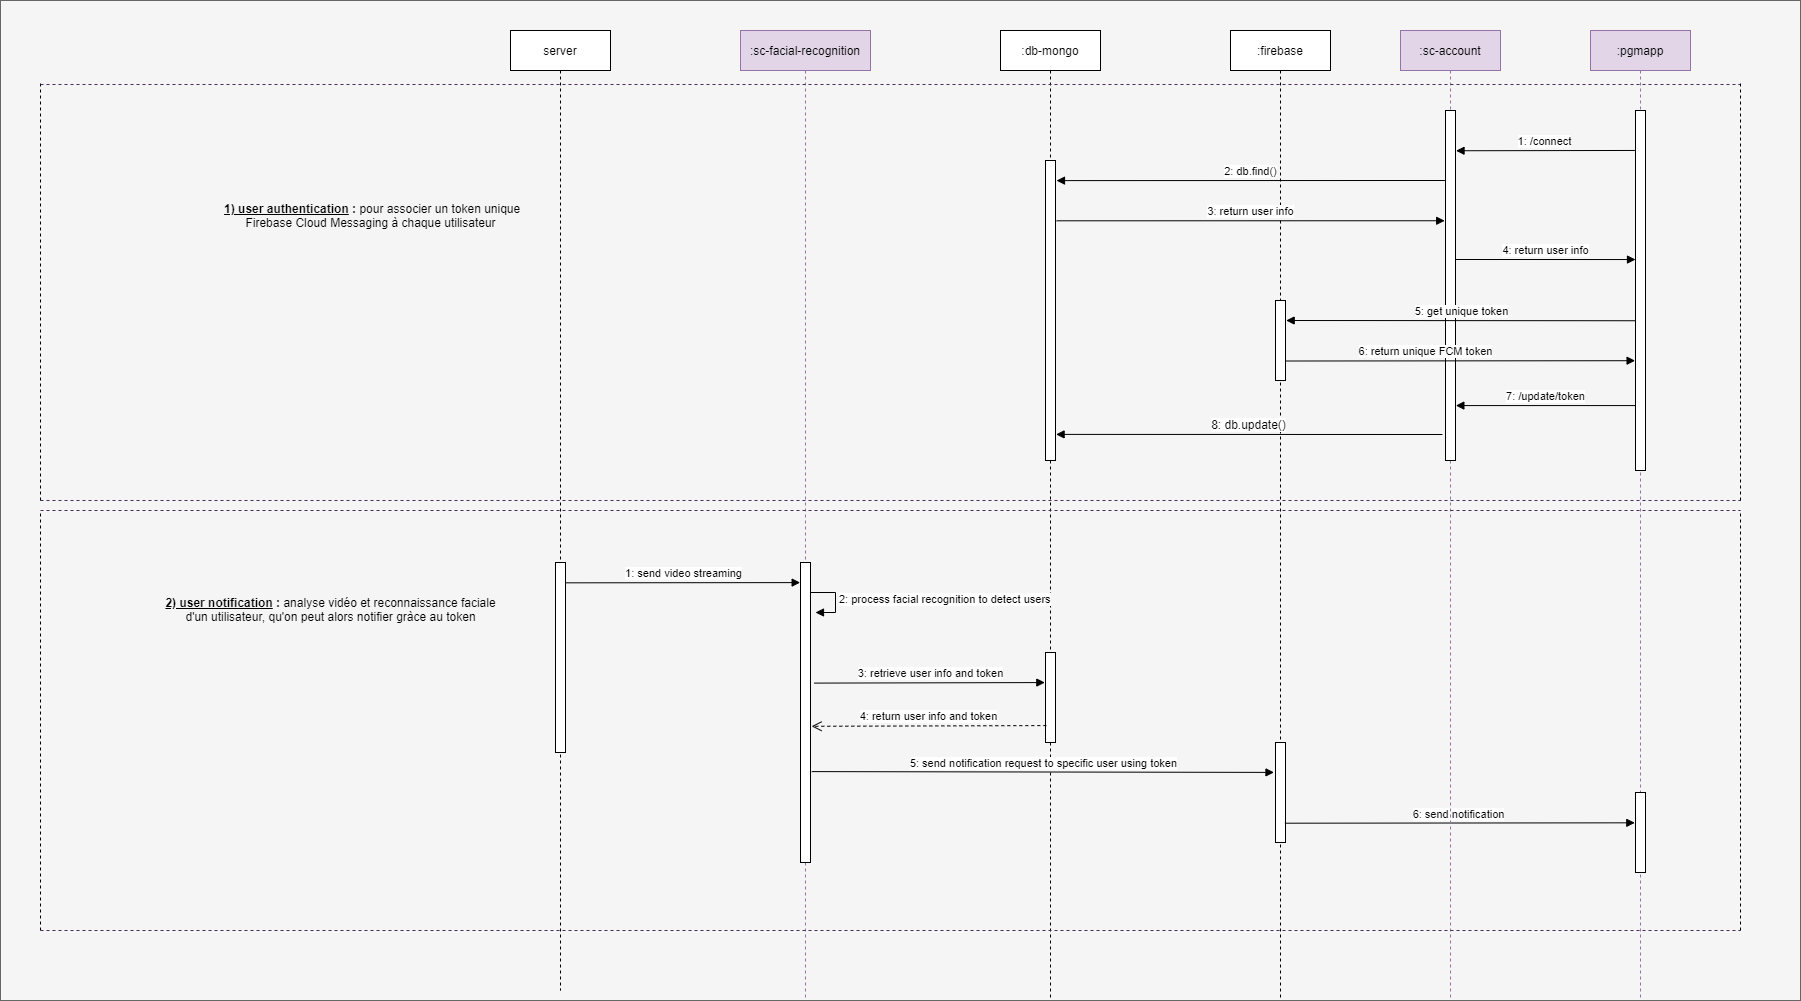 server
:sc-facial-recognition
:db-mongo
:firebase
:sc-account
:pgmapp
1: /connect
2: db.find()
1) user authentication : pour associer un token unique
Firebase Cloud Messaging à chaque utilisateur
3: return user info
4: return user info
5: get unique token
6: return unique FCM token
7: /update/token
8: db.update()
1: send video streaming
2) user notification : analyse vidéo et reconnaissance faciale
d'un utilisateur, qu'on peut alors notifier grâce au token
2: process facial recognition to detect users
3: retrieve user info and token
4: return user info and token
5: send notification request to specific user using token
6: send notification